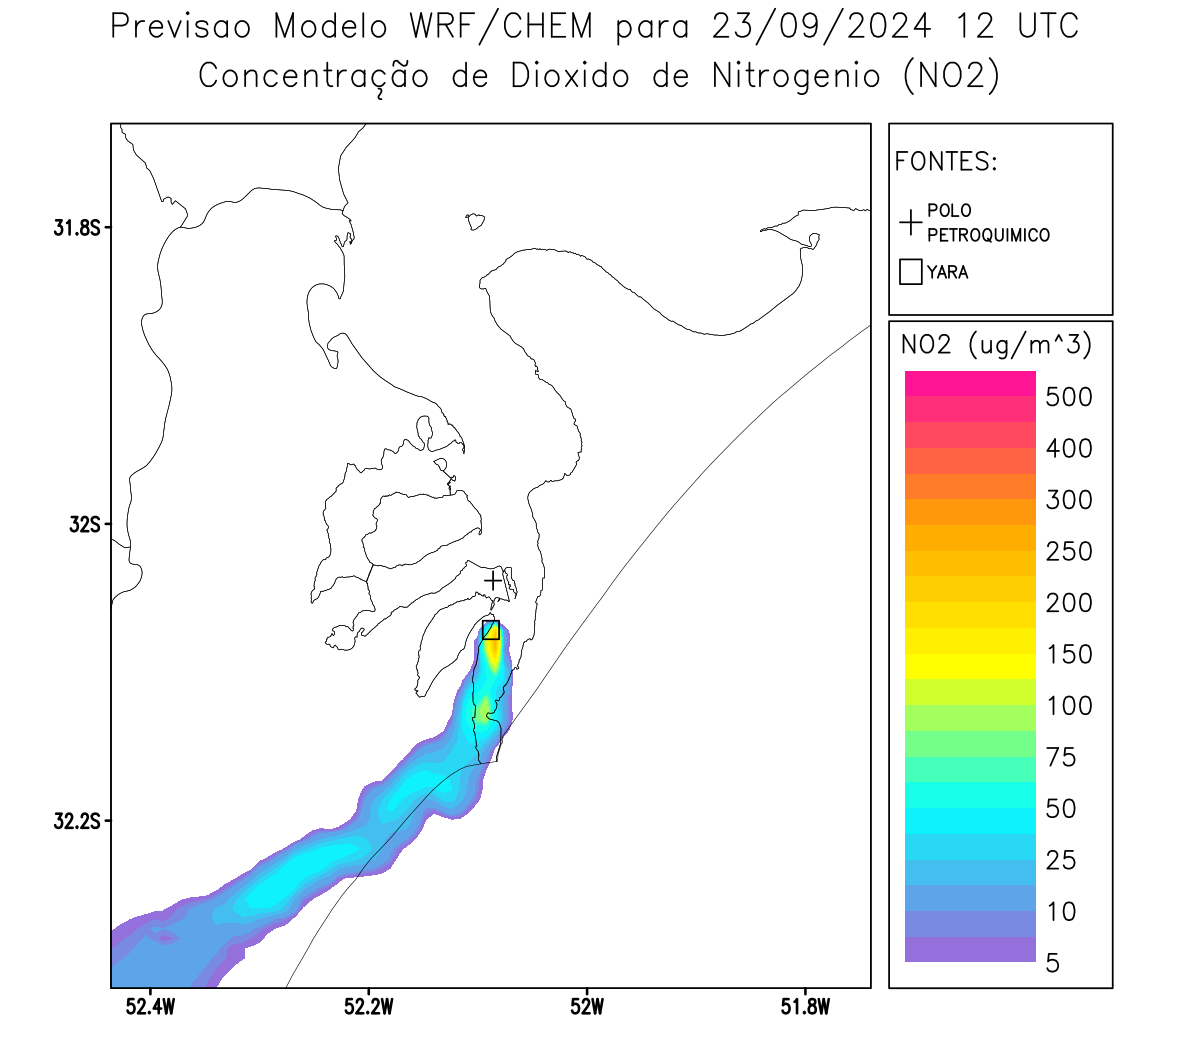 Previsao Modelo WRF/CHEM para 23/09/2024 12 UTC
Concentração de Dioxido de Nitrogenio (NO2)
FONTES:
POLO
PETROQUIMICO
YARA
NO2 (ug/m^3)
500
400
300
250
200
150
100
75
50
25
10
5
31.8S
32S
32.2S
52.4W
52.2W
52W
51.8W